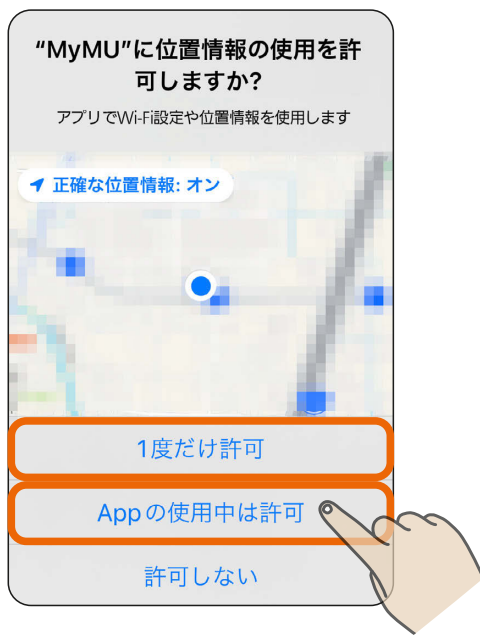 “MyMU”に位置情報の使用を許
可しますか?
アプリでWi-Fi設定や位置情報を使用します
正確な位置情報: オン
1度だけ許可
Appの使用中は許可
許可しない